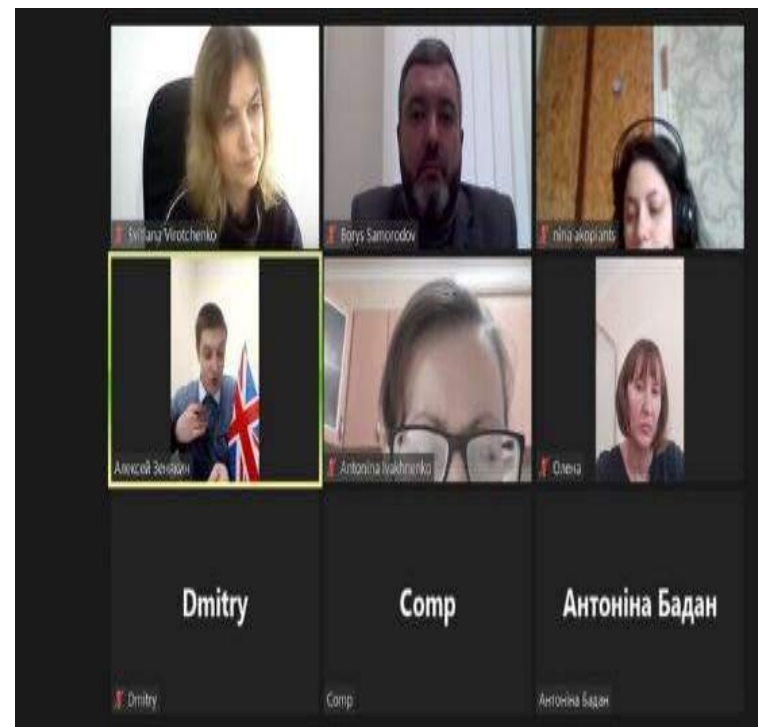 Svitlana Virotchenko
Borys Samorodov
nina akopiants
Алексей Зенякин
Antonina Ivakhnenko
Олена
Dmitry
Comp
Антоніна Бадан
Dmitry
Comp
Антоніна Бадан